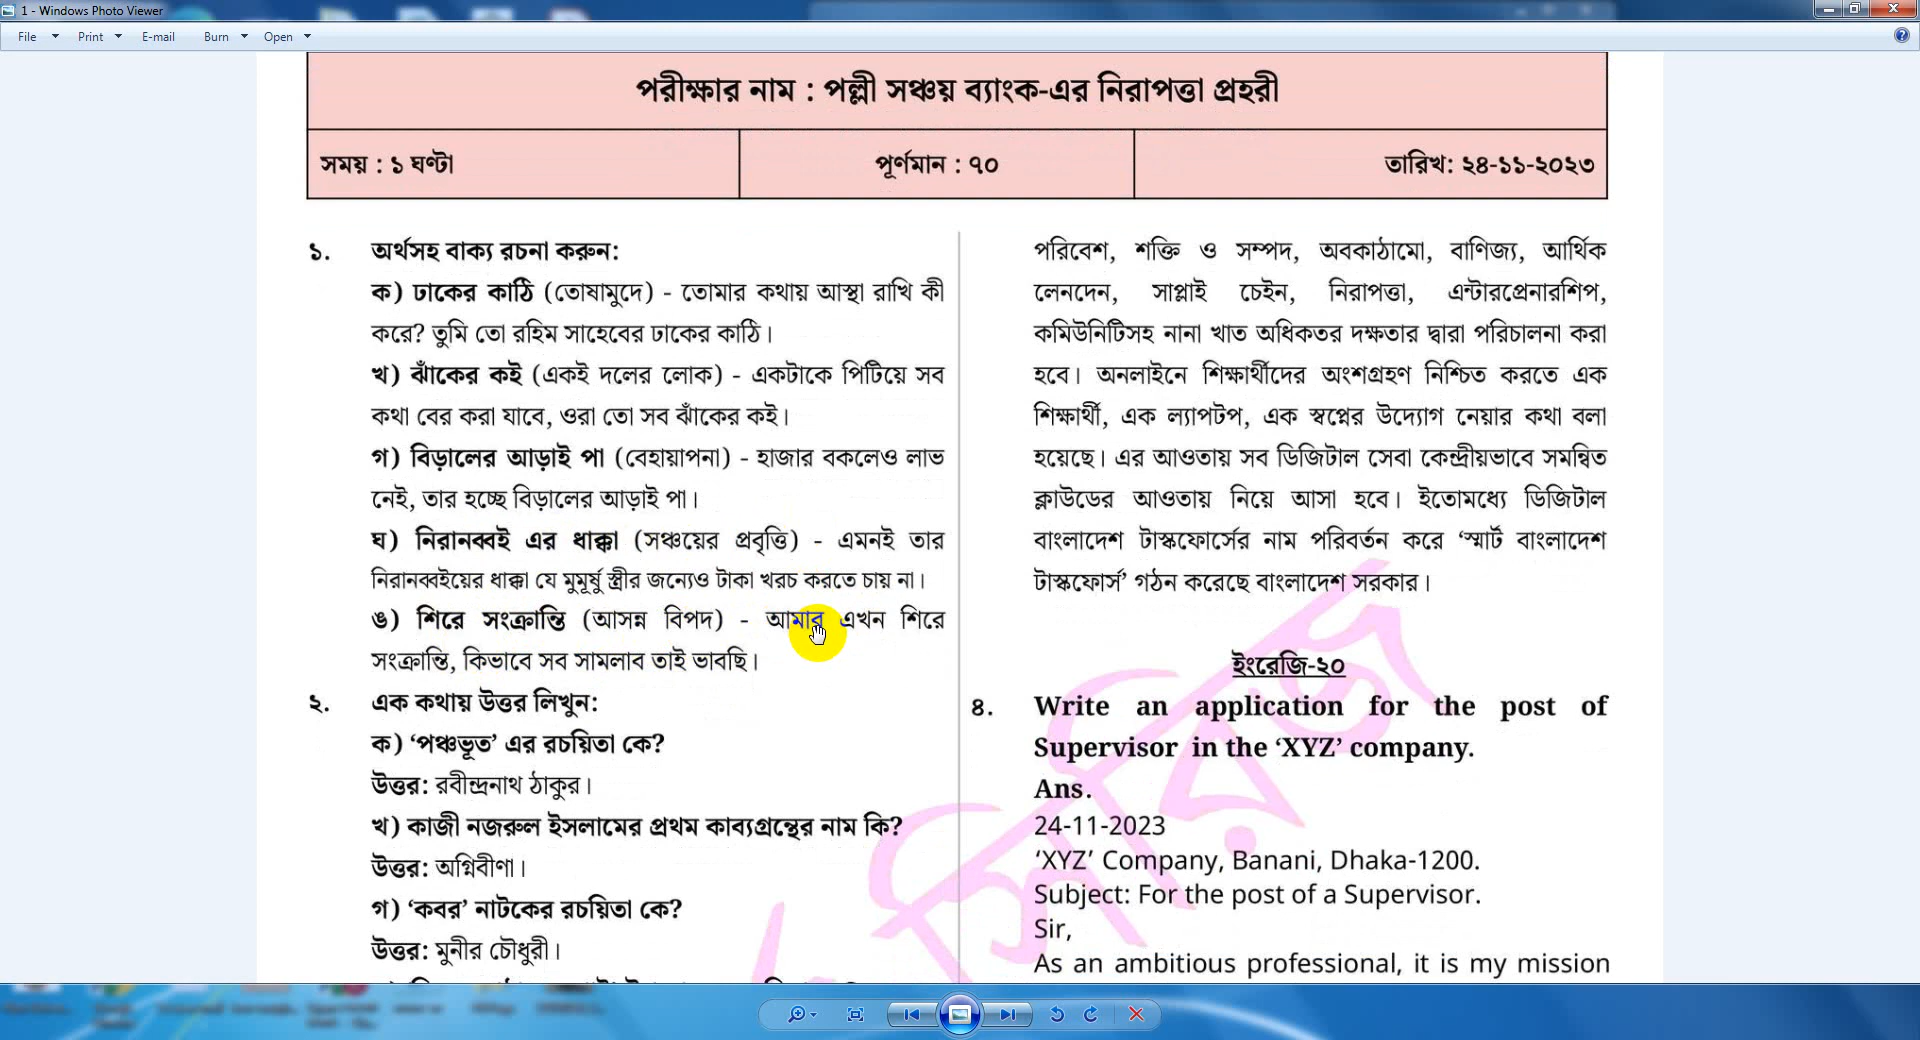 1 - Windows Photo Viewer
File Print E-mail Burn Open
পরীক্ষার নাম : পল্লী সঞ্চয় ব্যাংক-এর নিরাপত্তা প্রহরী
সময় : ১ ঘণ্টা
পূর্ণমান : ৭০
তারিখ: ২৪-১১-২০২৩
১. অর্থসহ বাক্য রচনা করুন:
ক) ঢাকের কাঠি (তোষামুদে) - তোমার কথায় আস্থা রাখি কী
করে? তুমি তো রহিম সাহেবের ঢাকের কাঠি।
খ) ঝাঁকের কই (একই দলের লোক) - একটাকে পিটিয়ে সব
কথা বের করা যাবে, ওরা তো সব ঝাঁকের কই।
গ) বিড়ালের আড়াই পা (বেহায়াপনা) - হাজার বকলেও লাভ
নেই, তার হচ্ছে বিড়ালের আড়াই পা।
ঘ) নিরানব্বই এর ধাক্কা (সঞ্চয়ের প্রবৃত্তি) - এমনই তার
নিরানব্বইয়ের ধাক্কা যে মুমূর্ষু স্ত্রীর জন্যেও টাকা খরচ করতে চায় না।
ঙ) শিরে সংক্রান্তি (আসন্ন বিপদ) - আমার এখন শিরে
সংক্রান্তি, কিভাবে সব সামলাব তাই ভাবছি।
২. এক কথায় উত্তর লিখুন:
ক) ‘পঞ্চভূত’ এর রচয়িতা কে?
উত্তর: রবীন্দ্রনাথ ঠাকুর।
খ) কাজী নজরুল ইসলামের প্রথম কাব্যগ্রন্থের নাম কি?
উত্তর: অগ্নিবীণা।
গ) ‘কবর’ নাটকের রচয়িতা কে?
উত্তর: মুনীর চৌধুরী।
পরিবেশ, শক্তি ও সম্পদ, অবকাঠামো, বাণিজ্য, আর্থিক
লেনদেন, সাপ্লাই চেইন, নিরাপত্তা, এন্টারপ্রেনারশিপ,
কমিউনিটিসহ নানা খাত অধিকতর দক্ষতার দ্বারা পরিচালনা করা
হবে। অনলাইনে শিক্ষার্থীদের অংশগ্রহণ নিশ্চিত করতে এক
শিক্ষার্থী, এক ল্যাপটপ, এক স্বপ্নের উদ্যোগ নেয়ার কথা বলা
হয়েছে। এর আওতায় সব ডিজিটাল সেবা কেন্দ্রীয়ভাবে সমন্বিত
ক্লাউডের আওতায় নিয়ে আসা হবে। ইতোমধ্যে ডিজিটাল
বাংলাদেশ টাস্কফোর্সের নাম পরিবর্তন করে ‘স্মার্ট বাংলাদেশ
টাস্কফোর্স’ গঠন করেছে বাংলাদেশ সরকার।
ইংরেজি-২০
৪. Write an application for the post of
Supervisor in the ‘XYZ’ company.
Ans.
24-11-2023
‘XYZ’ Company, Banani, Dhaka-1200.
Subject: For the post of a Supervisor.
Sir,
As an ambitious professional, it is my mission
সিরিজ